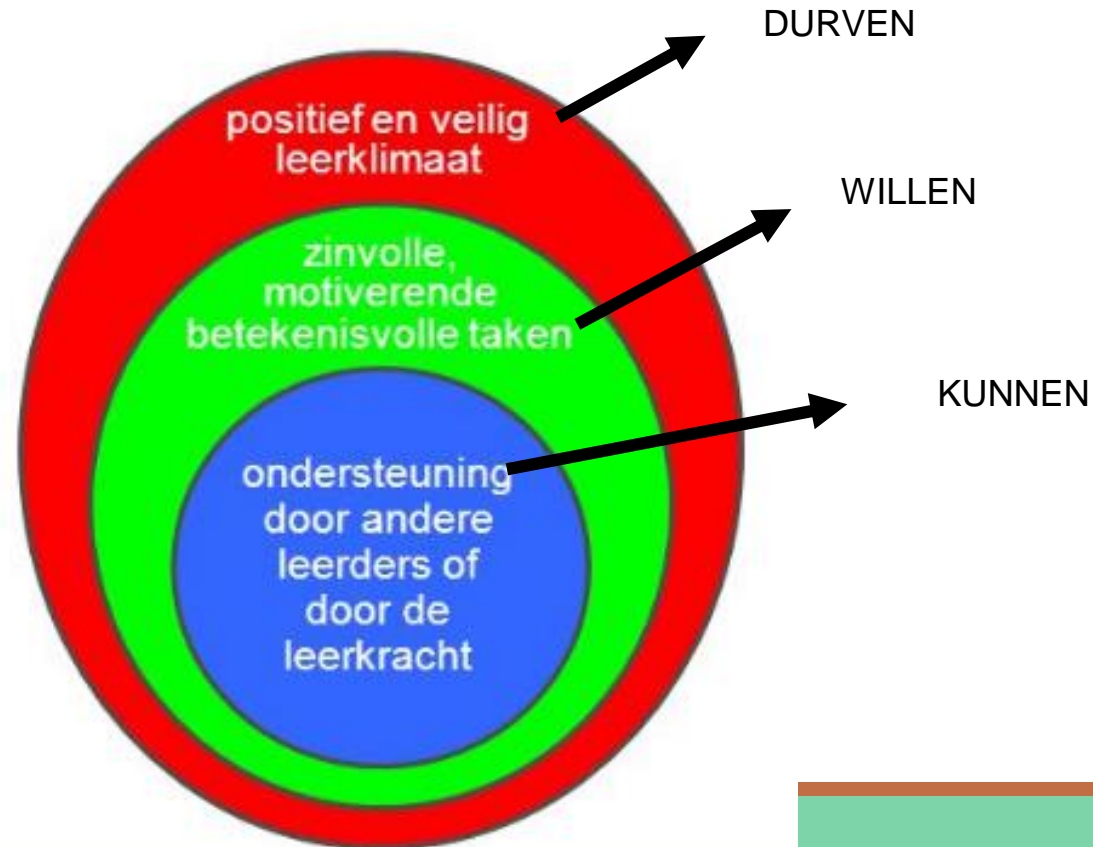 DURVEN
positief en veilig
leerklimaat
WILLEN
zinvolle,
motiverende
betekenisvolle taken
KUNNEN
ondersteuning
door andere
leerders of
door de
leerkracht